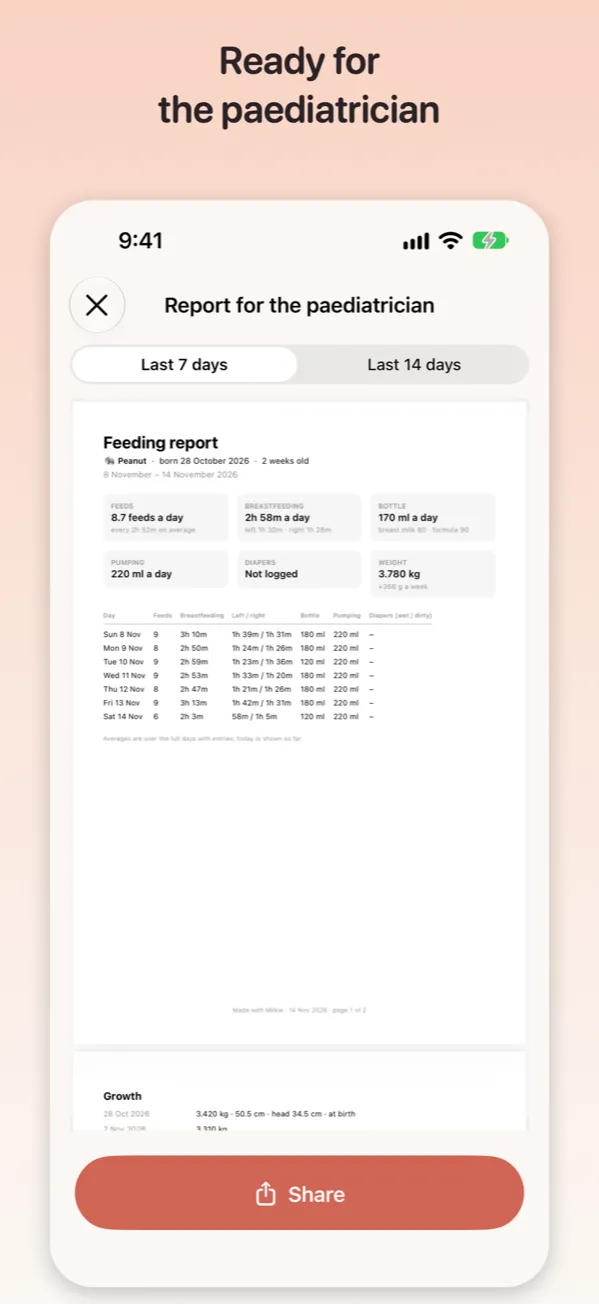 Ready for
the paediatrician
9:41
Report for the paediatrician
Last 7 days
Last 14 days
Feeding report
Peanut · born 28 October 2026 · 2 weeks old
8 November – 14 November 2026
FEEDS
8.7 feeds a day
every 2h 52m on average
BREASTFEEDING
2h 58m a day
left 1h 30m · right 1h 28m
BOTTLE
170 ml a day
breast milk 80 · formula 90
PUMPING
220 ml a day
DIAPERS
Not logged
WEIGHT
3.780 kg
+266 g a week
Day Feeds Breastfeeding Left / right Bottle Pumping Diapers (wet / dirty)
Sun 8 Nov 9 3h 10m 1h 39m / 1h 31m 180 ml 220 ml –
Mon 9 Nov 8 2h 50m 1h 24m / 1h 26m 180 ml 220 ml –
Tue 10 Nov 9 2h 59m 1h 23m / 1h 36m 120 ml 220 ml –
Wed 11 Nov 9 2h 53m 1h 33m / 1h 20m 180 ml 220 ml –
Thu 12 Nov 8 2h 47m 1h 21m / 1h 26m 180 ml 220 ml –
Fri 13 Nov 9 3h 13m 1h 42m / 1h 31m 180 ml 220 ml –
Sat 14 Nov 6 2h 3m 58m / 1h 5m 120 ml 220 ml –
Averages are over the full days with entries; today is shown so far.
Made with Milkie · 14 Nov 2026 · page 1 of 2
Growth
28 Oct 2026 3.420 kg · 50.5 cm · head 34.5 cm · at birth
2 Nov 2026 3.310 kg
Share